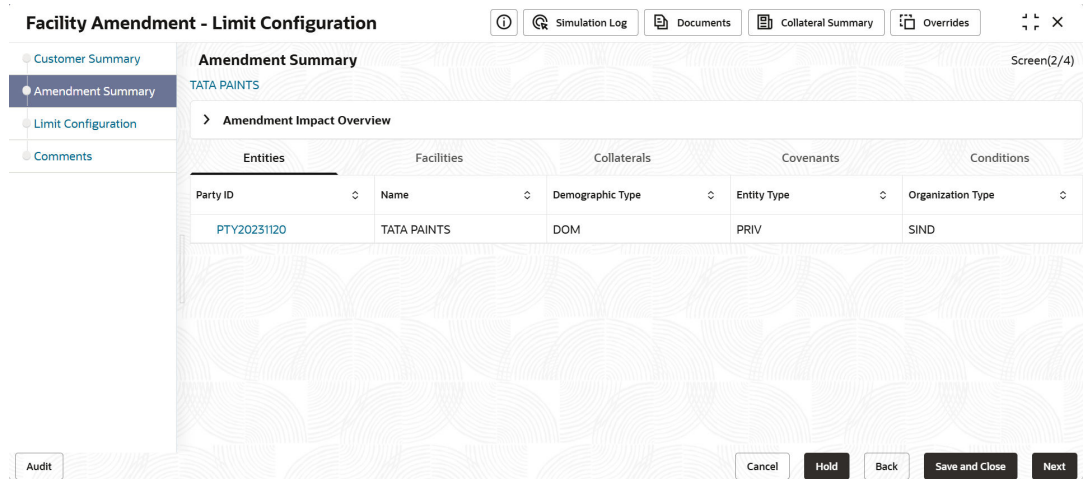 Facility Amendment - Limit Configuration
Simulation Log
Documents
Collateral Summary
Overrides
Customer Summary
Amendment Summary
Limit Configuration
Comments
Amendment Summary
Screen(2/4)
TATA PAINTS
Amendment Impact Overview
Entities Facilities Collaterals Covenants Conditions
Party ID Name Demographic Type Entity Type Organization Type
PTY20231120 TATA PAINTS DOM PRIV SIND
Audit Cancel Hold Back Save and Close Next